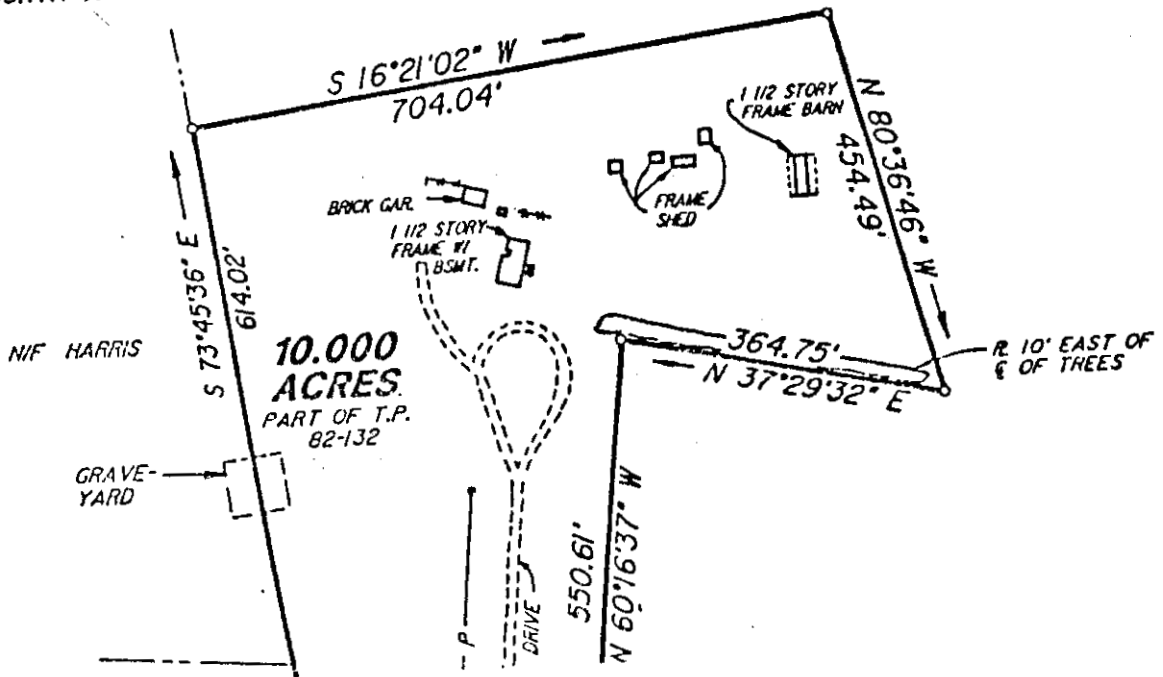 S 16°21'02" W
704.04'
N 80°36'46" W
454.49'
1 1/2 STORY
FRAME BARN
BRICK GAR.
FRAME
SHED
1 1/2 STORY
FRAME W/
BSMT.
S 73°45'36" E
614.02'
N/F HARRIS
10.000
ACRES
PART OF T.P.
82-132
364.75'
N 37°29'32" E
10' EAST OF
OF TREES
GRAVE-
YARD
550.61'
N 60°16'37" W
DRIVE
P